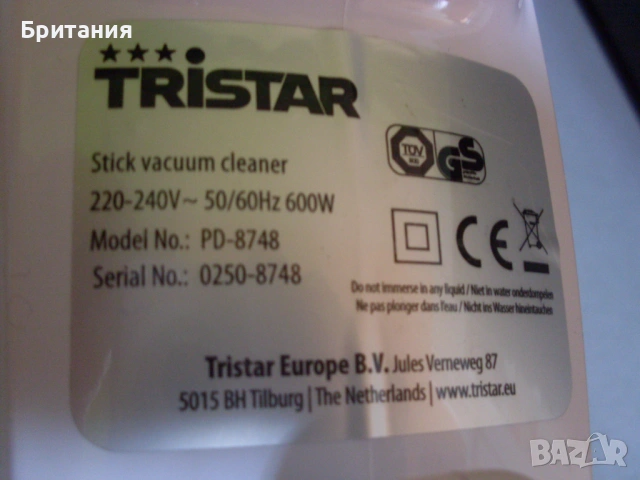 Британия
TRiSTAR
Stick vacuum cleaner
220-240V~ 50/60Hz 600W
Model No.: PD-8748
Serial No.: 0250-8748
TÜV
GS
CE
Do not immerse in any liquid / Niet in water onderdompelen
Ne pas plonger dans l'eau / Nicht ins Wasser bineintauchen
Tristar Europe B.V. Jules Verneweg 87
5015 BH Tilburg | The Netherlands | www.tristar.eu
BAZAR